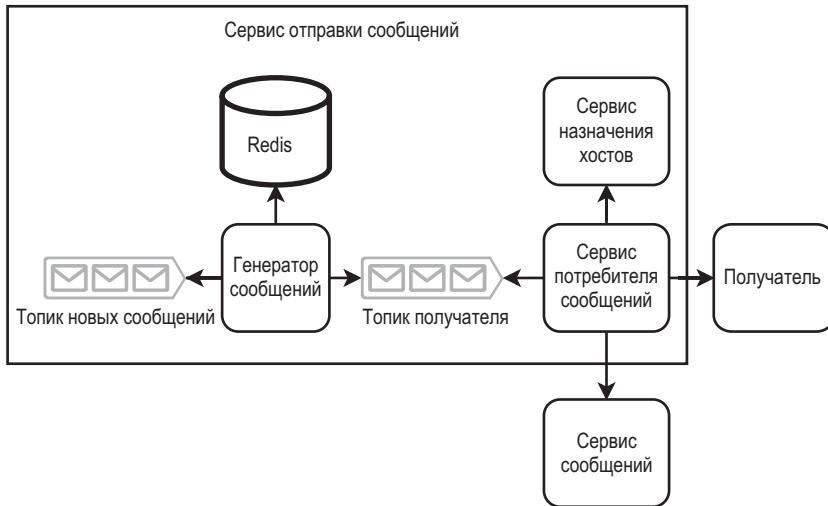 Сервис отправки сообщений
Redis
Сервис
назначения
хостов
Генератор
сообщений
Сервис
потребителя
сообщений
Получатель
Топик новых сообщений
Топик получателя
Сервис
сообщений